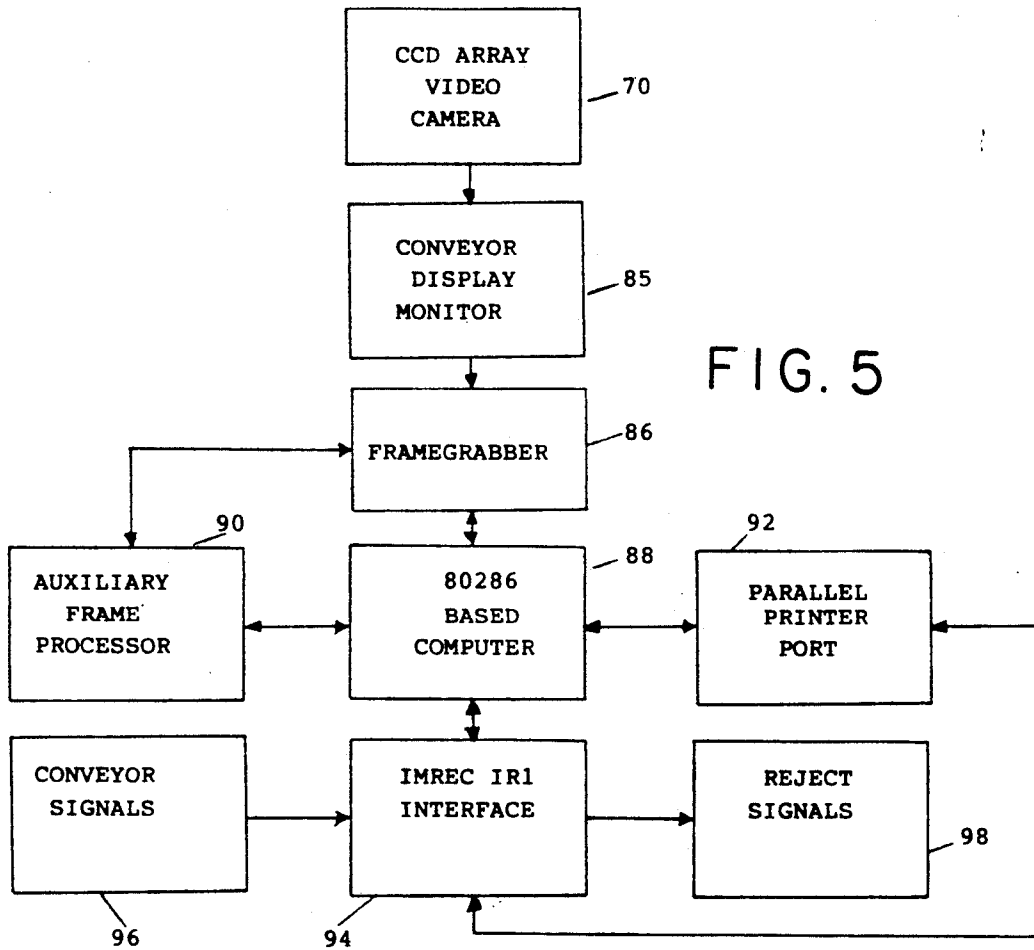 CCD ARRAY
VIDEO
CAMERA
70
CONVEYOR
DISPLAY
MONITOR
85
FIG. 5
FRAMEGRABBER
86
90
AUXILIARY
FRAME
PROCESSOR
88
80286
BASED
COMPUTER
92
PARALLEL
PRINTER
PORT
CONVEYOR
SIGNALS
96
IMREC IR1
INTERFACE
94
REJECT
SIGNALS
98